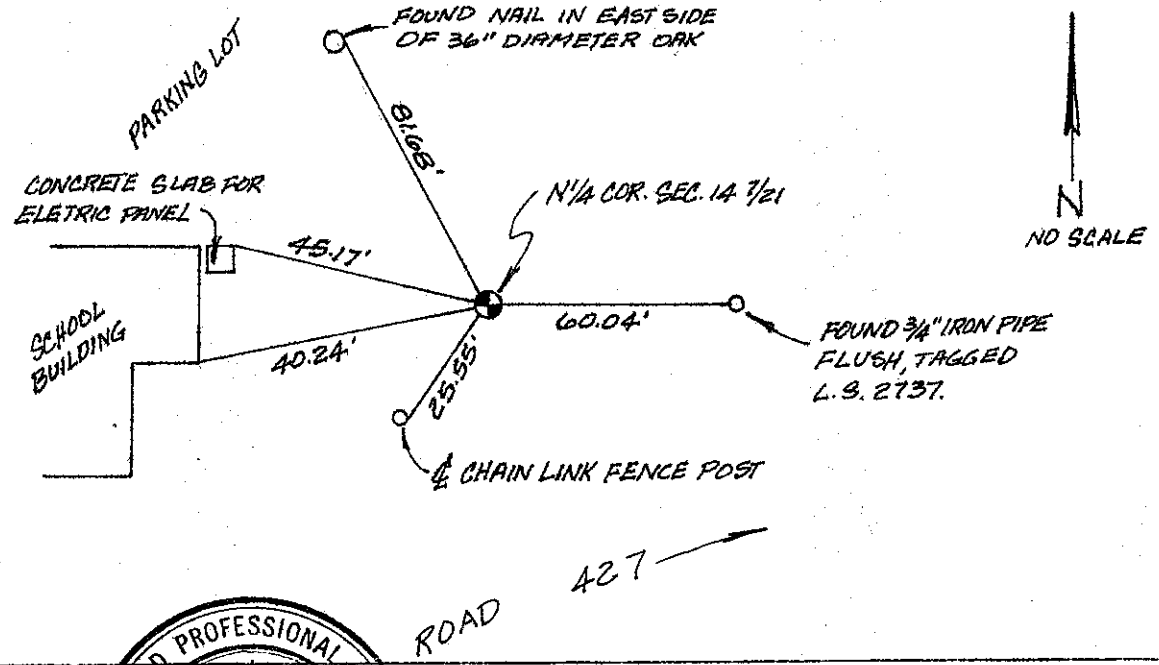 FOUND NAIL IN EAST SIDE
OF 36" DIAMETER OAK
PARKING LOT
81.68'
CONCRETE SLAB FOR
ELETRIC PANEL
N 1/4 COR. SEC. 14 7/21
N
NO SCALE
45.17'
SCHOOL
BUILDING
40.24'
60.04'
25.55'
FOUND 3/4" IRON PIPE
FLUSH, TAGGED
L.S. 2737.
℄ CHAIN LINK FENCE POST
ROAD 427
PROFESSIONAL